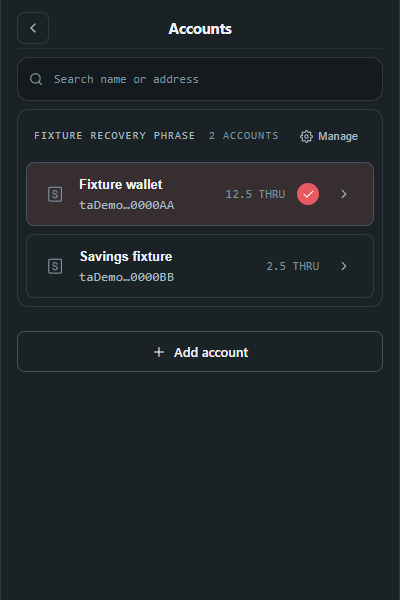 Accounts
Search name or address
FIXTURE RECOVERY PHRASE 2 ACCOUNTS Manage
Fixture wallet
taDemo…0000AA
12.5 THRU
Savings fixture
taDemo…0000BB
2.5 THRU
Add account